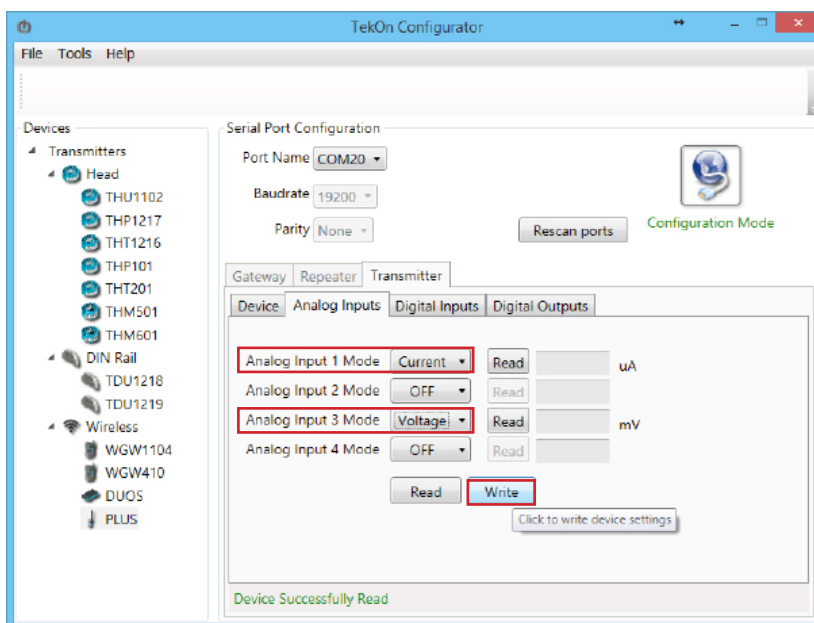 TekOn Configurator
File Tools Help
Devices
Transmitters
Head
THU1102
THP1217
THT1216
THP101
THT201
THM501
THM601
DIN Rail
TDU1218
TDU1219
Wireless
WGW1104
WGW410
DUOS
PLUS
Serial Port Configuration
Port Name COM20
Baudrate 19200
Parity None
Rescan ports
Configuration Mode
Gateway Repeater Transmitter
Device Analog Inputs Digital Inputs Digital Outputs
Analog Input 1 Mode Current Read uA
Analog Input 2 Mode OFF Read
Analog Input 3 Mode Voltage Read mV
Analog Input 4 Mode OFF Read
Read Write
Click to write device settings
Device Successfully Read